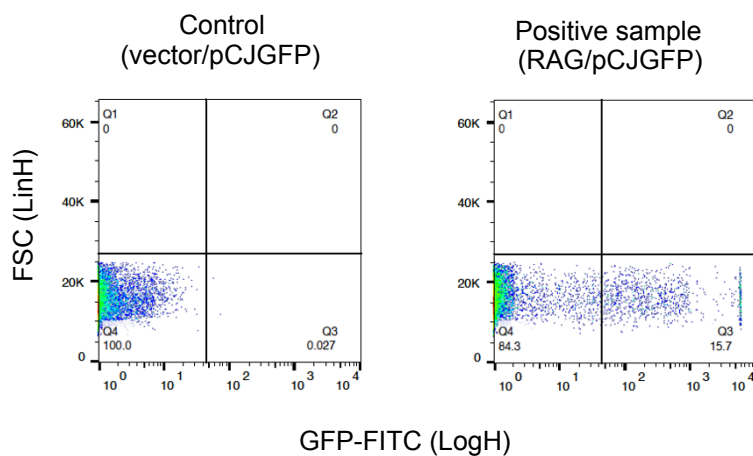 Control
(vector/pCJGFP)
Positive sample
(RAG/pCJGFP)
FSC (LinH)
60K
40K
20K
0
Q1
0
Q2
0
Q4
100.0
Q3
0.027
10 0
10 1
10 2
10 3
10 4
60K
40K
20K
0
Q1
0
Q2
0
Q4
84.3
Q3
15.7
10 0
10 1
10 2
10 3
10 4
GFP-FITC (LogH)